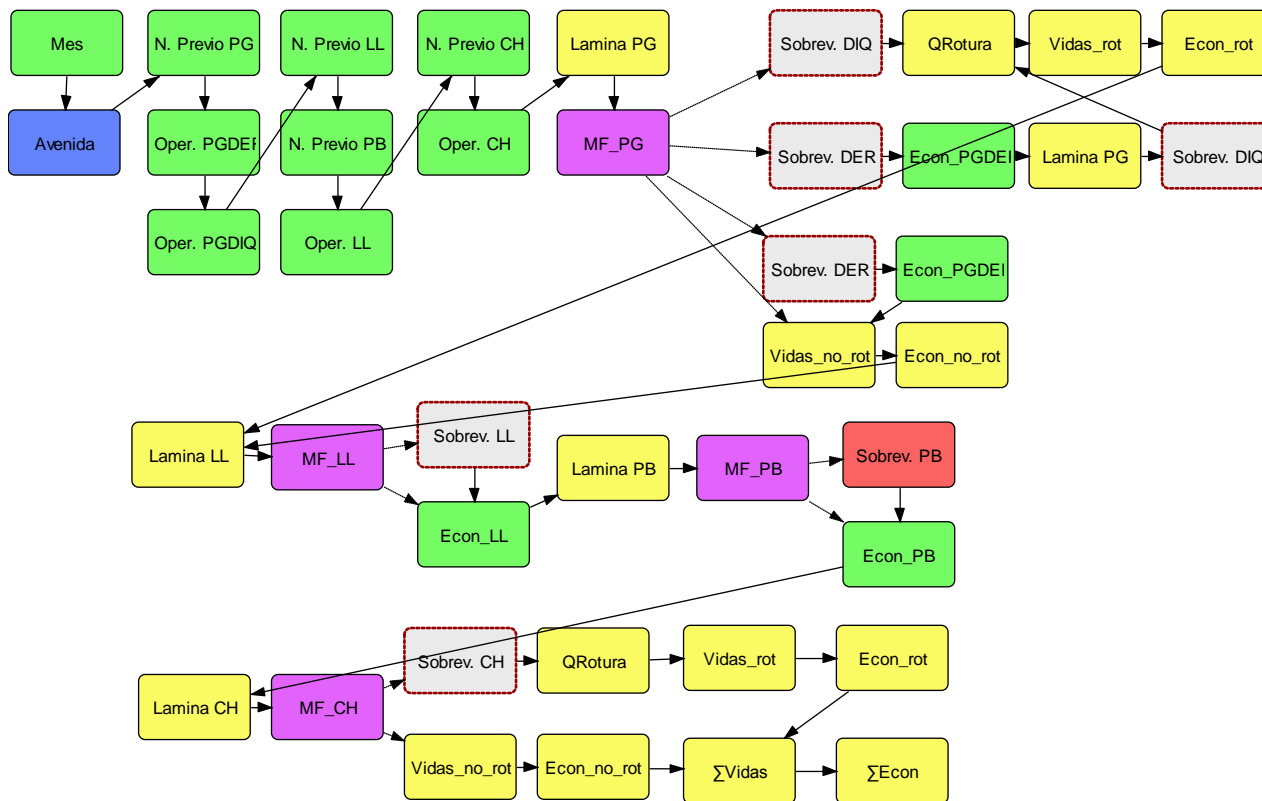 Mes
N. Previo PG
N. Previo LL
N. Previo CH
Lamina PG
Sobrev. DIQ
QRotura
Vidas_rot
Econ_rot
Avenida
Oper. PGDEF
N. Previo PB
Oper. CH
MF_PG
Sobrev. DER
Econ_PGDEI
Lamina PG
Sobrev. DIQ
Oper. PGDIQ
Oper. LL
Sobrev. DER
Econ_PGDEI
Vidas_no_rot
Econ_no_rot
Lamina LL
MF_LL
Sobrev. LL
Lamina PB
MF_PB
Sobrev. PB
Econ_LL
Econ_PB
Lamina CH
MF_CH
Sobrev. CH
QRotura
Vidas_rot
Econ_rot
Vidas_no_rot
Econ_no_rot
∑Vidas
∑Econ